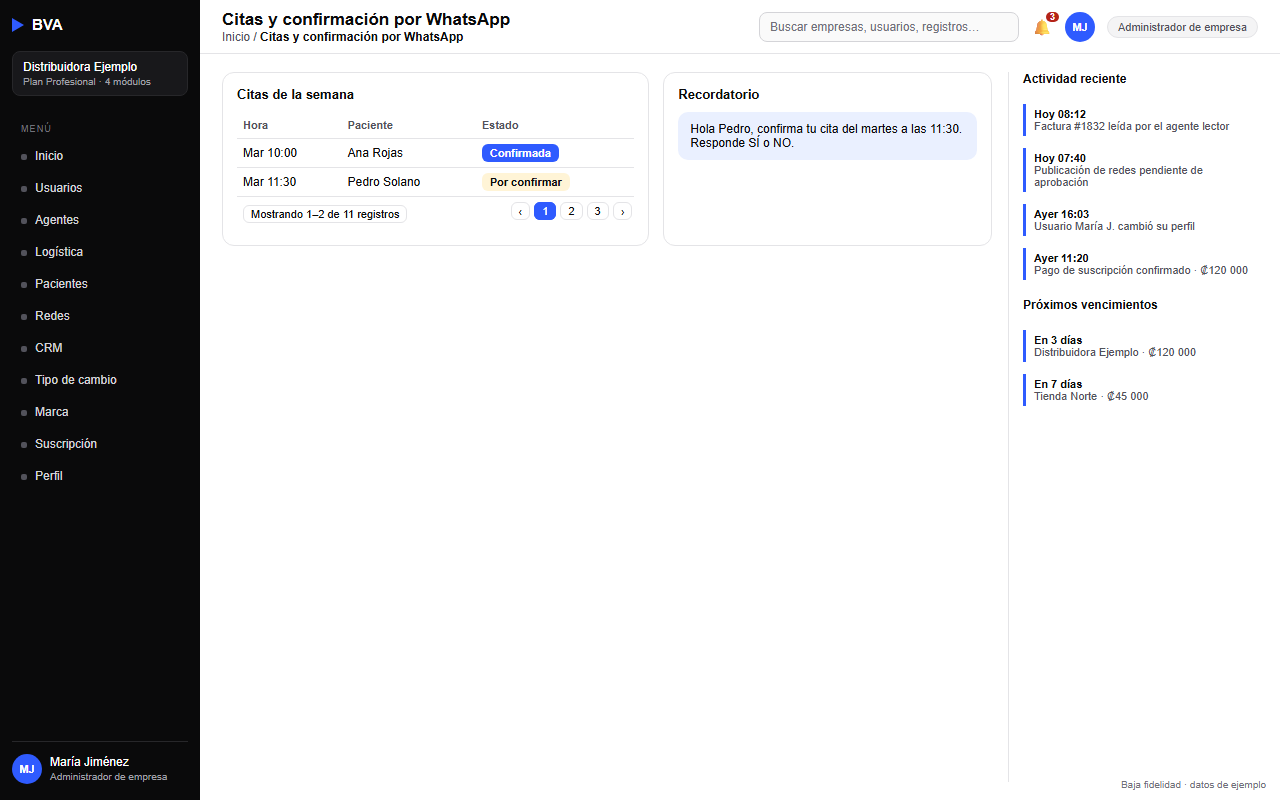 BVA
Distribuidora Ejemplo
Plan Profesional · 4 módulos
MENÚ
Inicio
Usuarios
Agentes
Logística
Pacientes
Redes
CRM
Tipo de cambio
Marca
Suscripción
Perfil
MJ
María Jiménez
Administrador de empresa
Citas y confirmación por WhatsApp
Inicio / Citas y confirmación por WhatsApp
Buscar empresas, usuarios, registros...
3
MJ
Administrador de empresa
Citas de la semana
Hora Paciente Estado
Mar 10:00 Ana Rojas Confirmada
Mar 11:30 Pedro Solano Por confirmar
Mostrando 1–2 de 11 registros ‹ 1 2 3 ›
Recordatorio
Hola Pedro, confirma tu cita del martes a las 11:30.
Responde SÍ o NO.
Actividad reciente
Hoy 08:12
Factura #1832 leída por el agente lector
Hoy 07:40
Publicación de redes pendiente de
aprobación
Ayer 16:03
Usuario María J. cambió su perfil
Ayer 11:20
Pago de suscripción confirmado · ₡120 000
Próximos vencimientos
En 3 días
Distribuidora Ejemplo · ₡120 000
En 7 días
Tienda Norte · ₡45 000
Baja fidelidad · datos de ejemplo